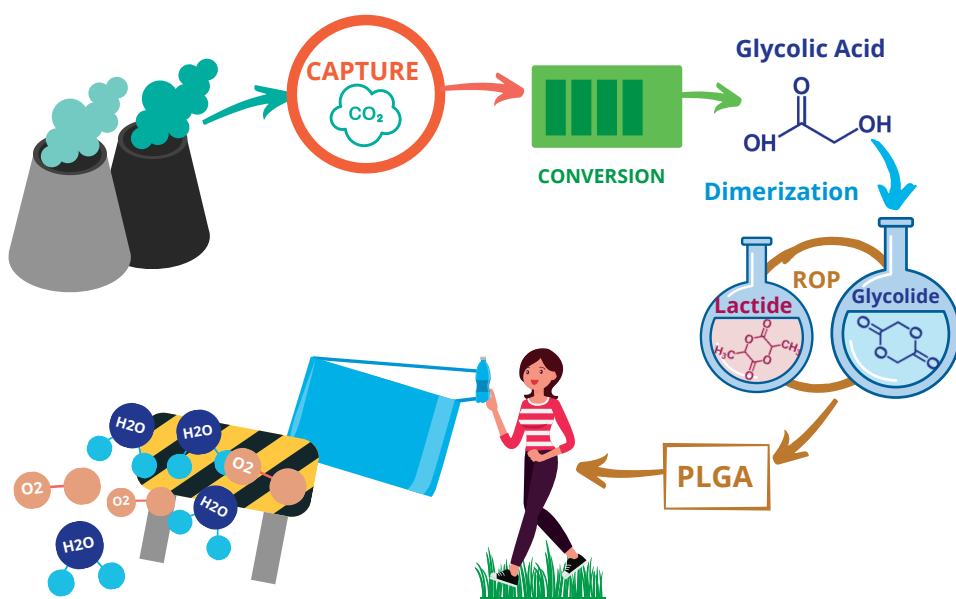 CAPTURE
CO₂
CONVERSION
Glycolic Acid
O
OH
OH
Dimerization
ROP
Lactide
O
O
H₃C
CH₃
O
O
Glycolide
O
O
O
O
PLGA
H2O
H2O
O2
O2
O2
H2O
H2O